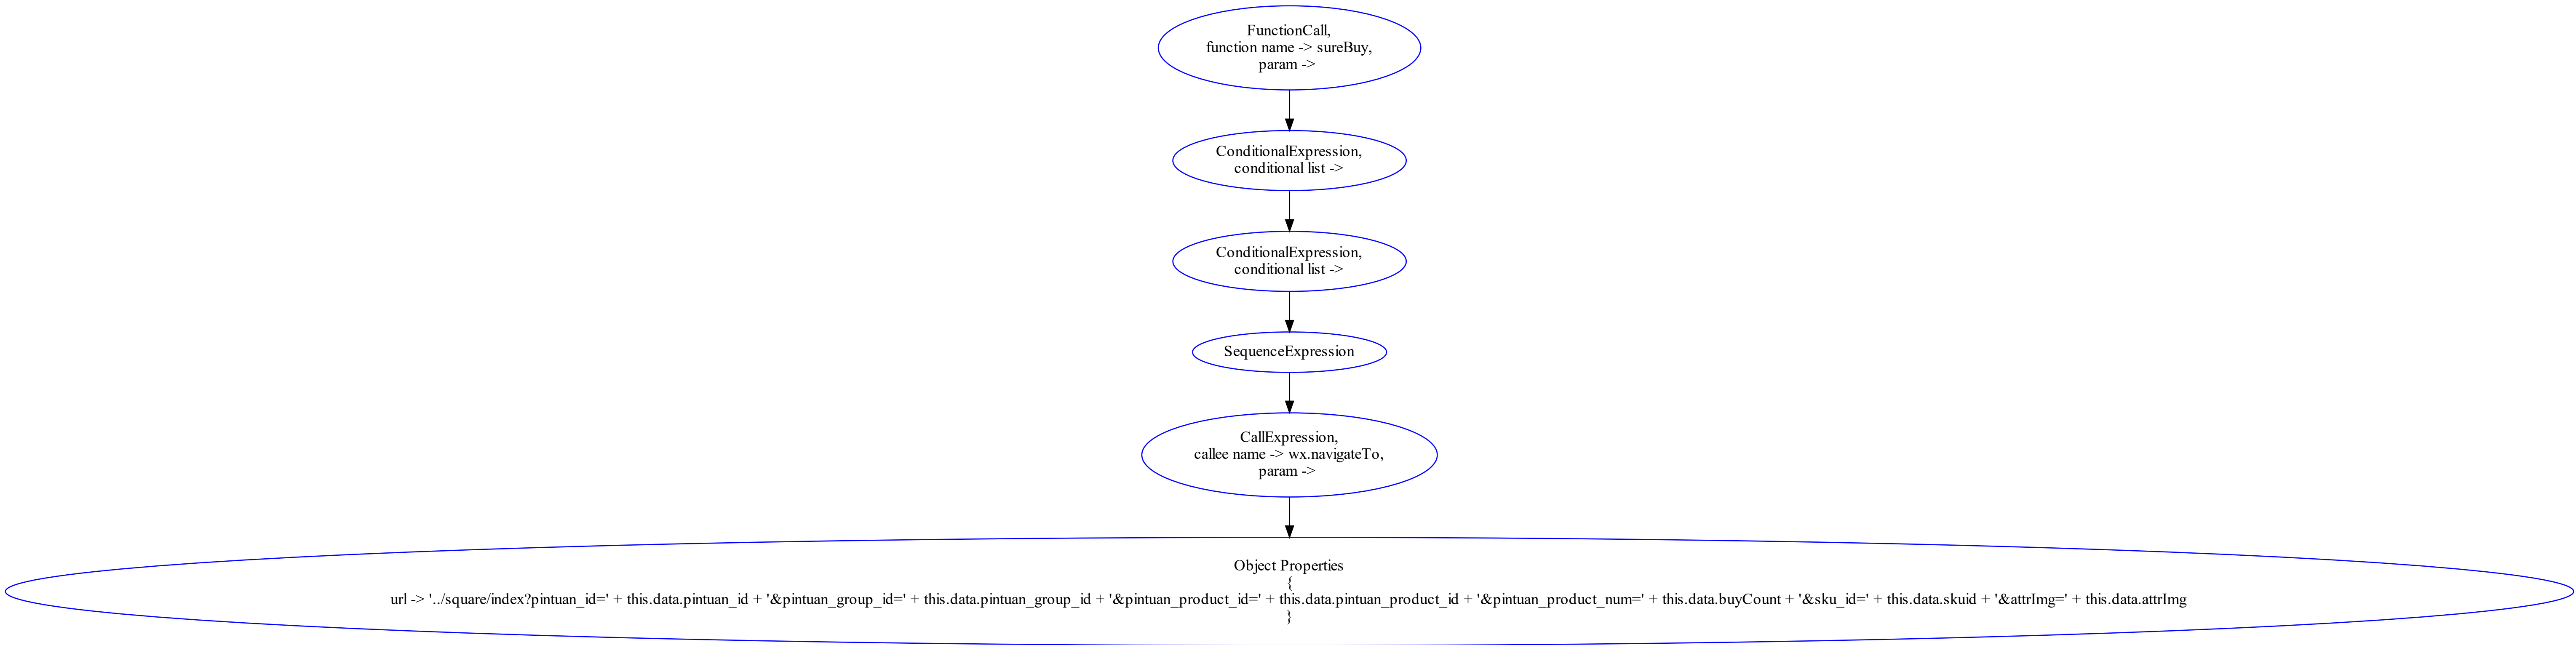 FunctionCall,
function name -> sureBuy,
param ->
ConditionalExpression,
conditional list ->
ConditionalExpression,
conditional list ->
SequenceExpression
CallExpression,
callee name -> wx.navigateTo,
param ->
Object Properties
{
url -> '../square/index?pintuan_id=' + this.data.pintuan_id + '&pintuan_group_id=' + this.data.pintuan_group_id + '&pintuan_product_id=' + this.data.pintuan_product_id + '&pintuan_product_num=' + this.data.buyCount + '&sku_id=' + this.data.skuid + '&attrImg=' + this.data.attrImg
}